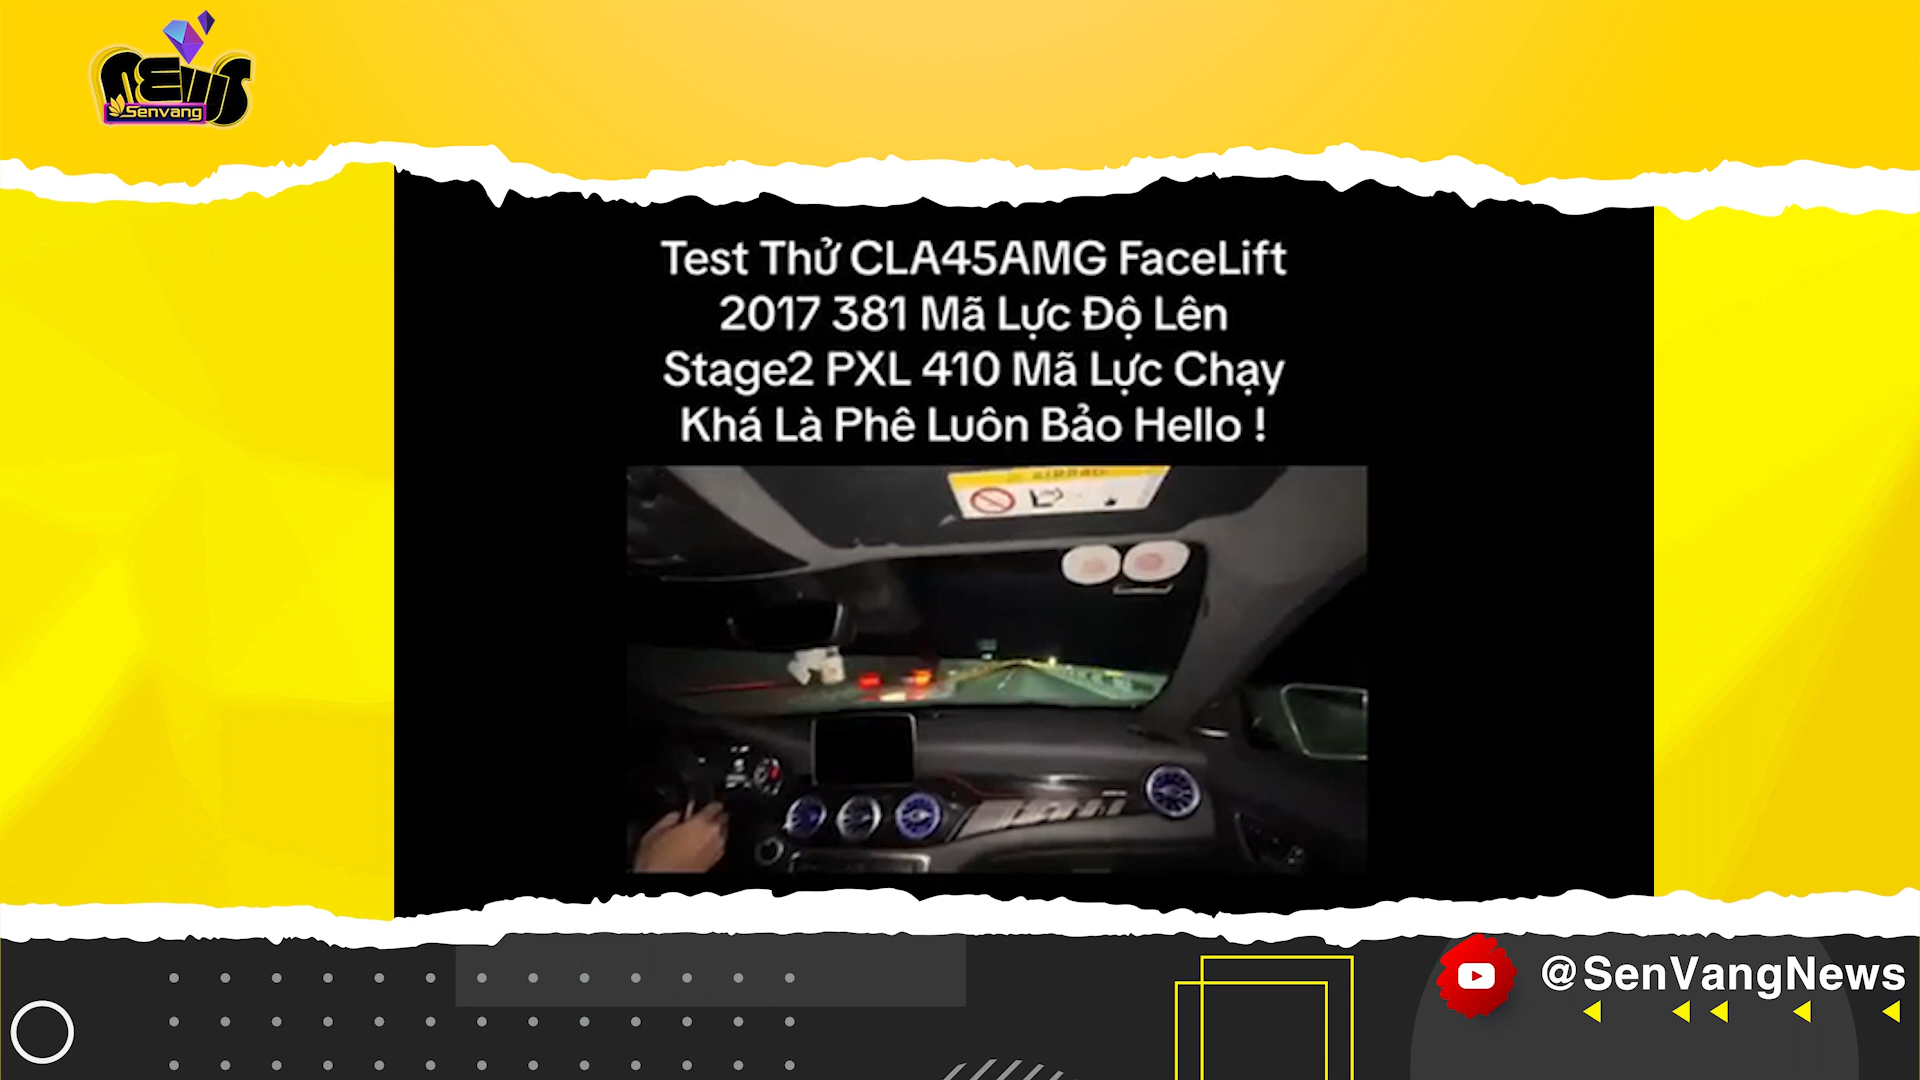 NEWS
Senvang
Test Thử CLA45AMG FaceLift
2017 381 Mã Lực Độ Lên
Stage2 PXL 410 Mã Lực Chạy
Khá Là Phê Luôn Bảo Hello !
@SenVangNews